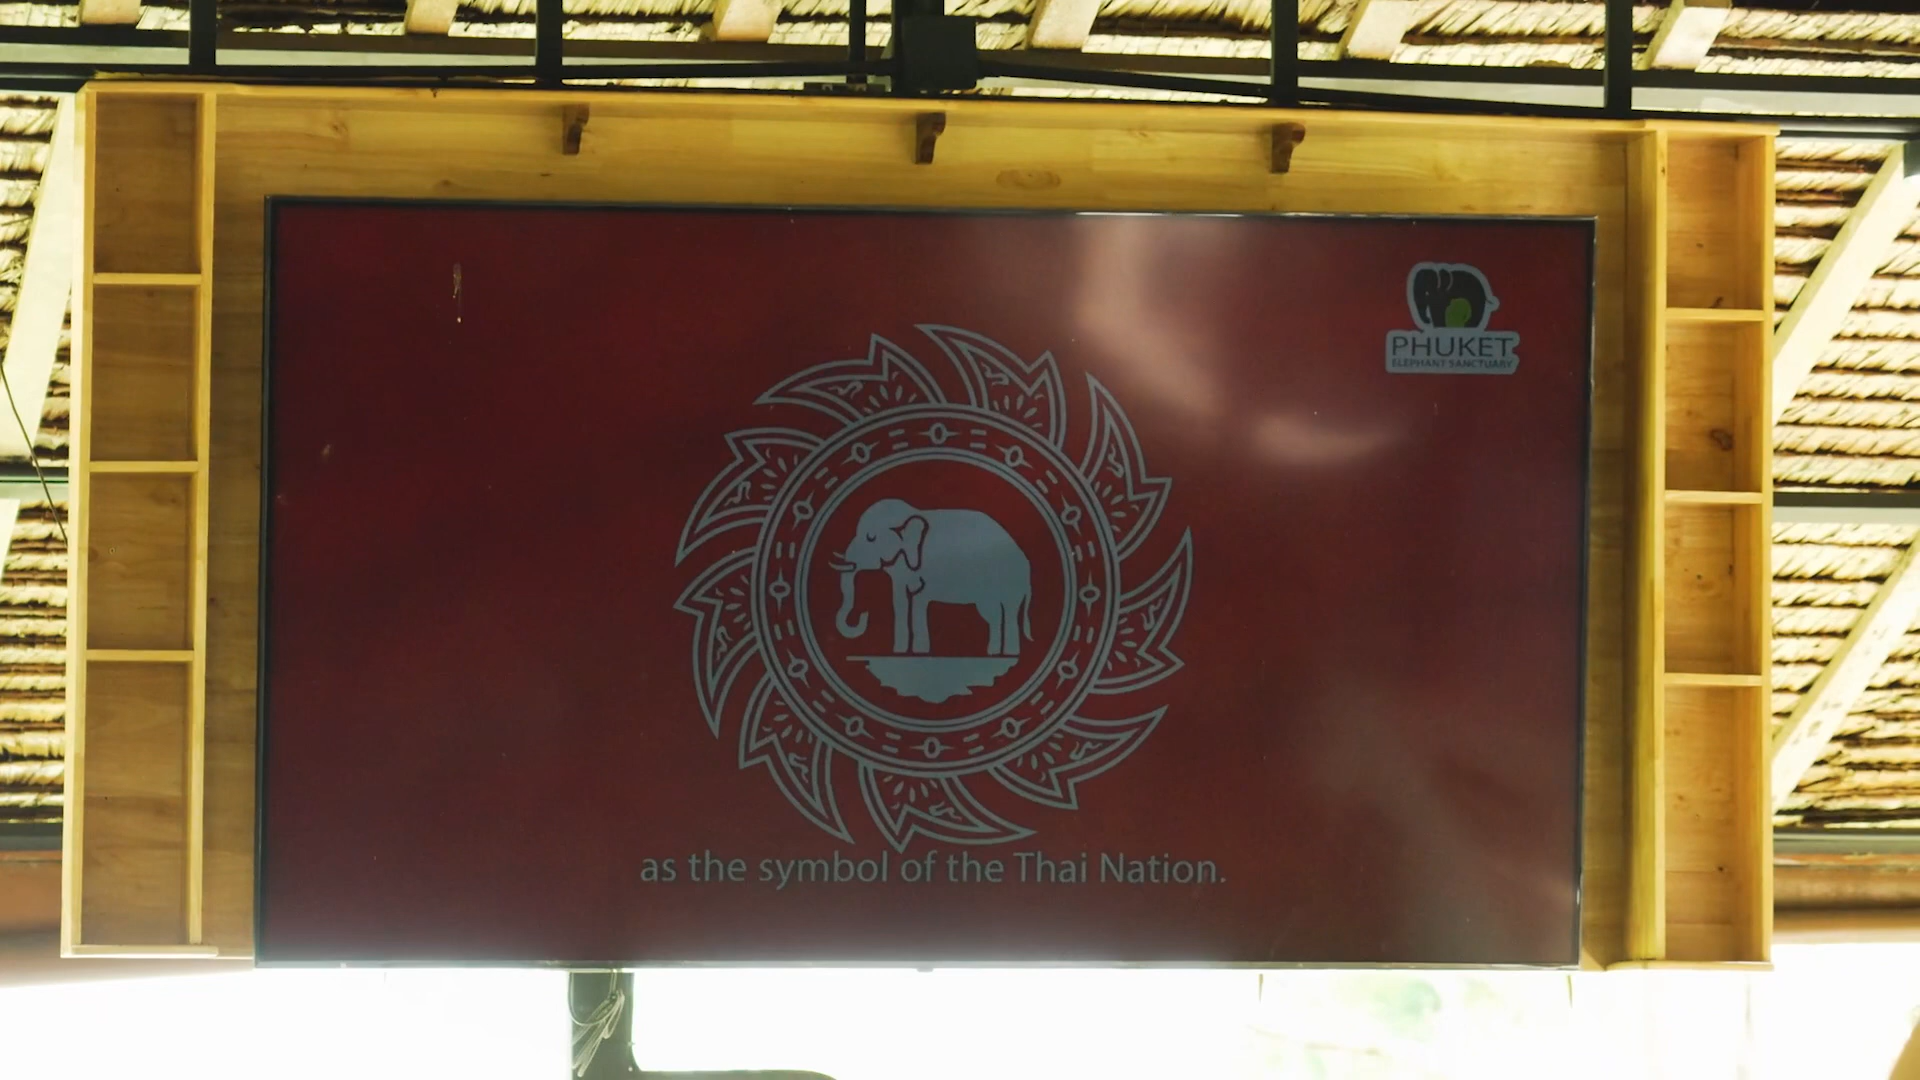 PHUKET
ELEPHANT SANCTUARY
as the symbol of the Thai Nation.